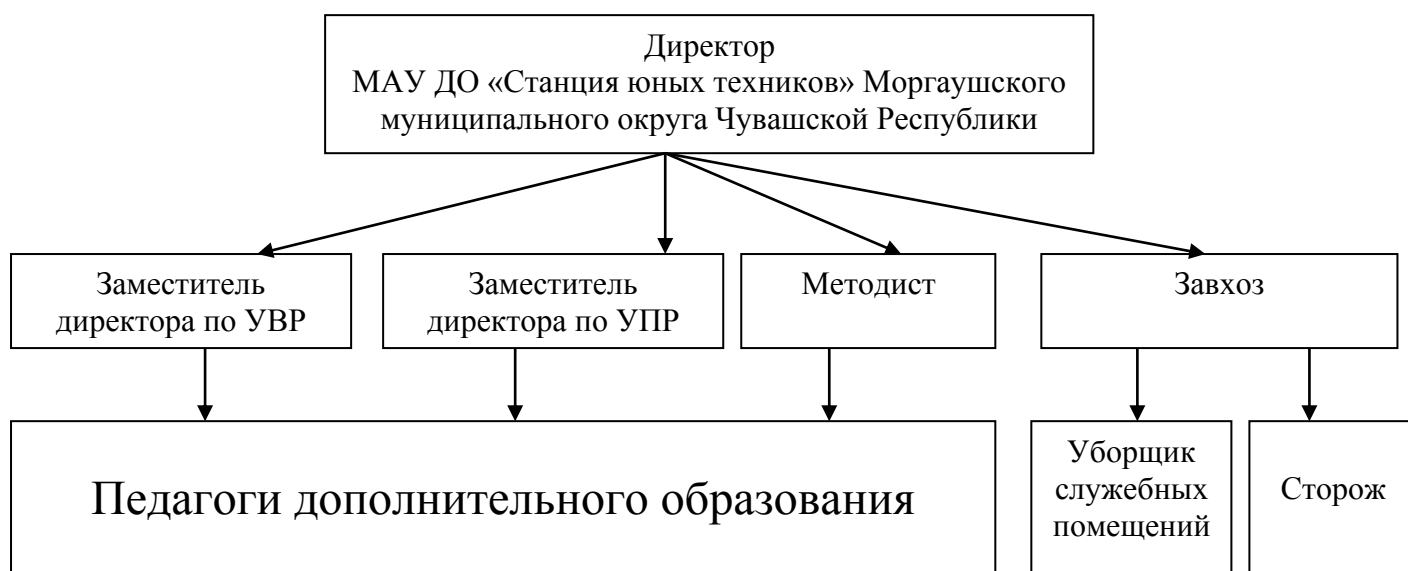 Директор
МАУ ДО «Станция юных техников» Моргаушского
муниципального округа Чувашской Республики
Заместитель
директора по УВР
Заместитель
директора по УПР
Методист
Завхоз
Педагоги дополнительного образования
Уборщик
служебных
помещений
Сторож